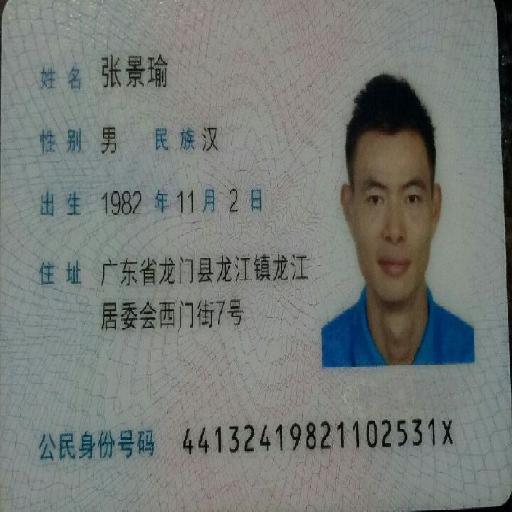 姓名 张景瑜
性别 男 民族 汉
出生 1982 年 11 月 2 日
住址 广东省龙门县龙江镇龙江
居委会西门街7号
公民身份号码 44132419821102531X